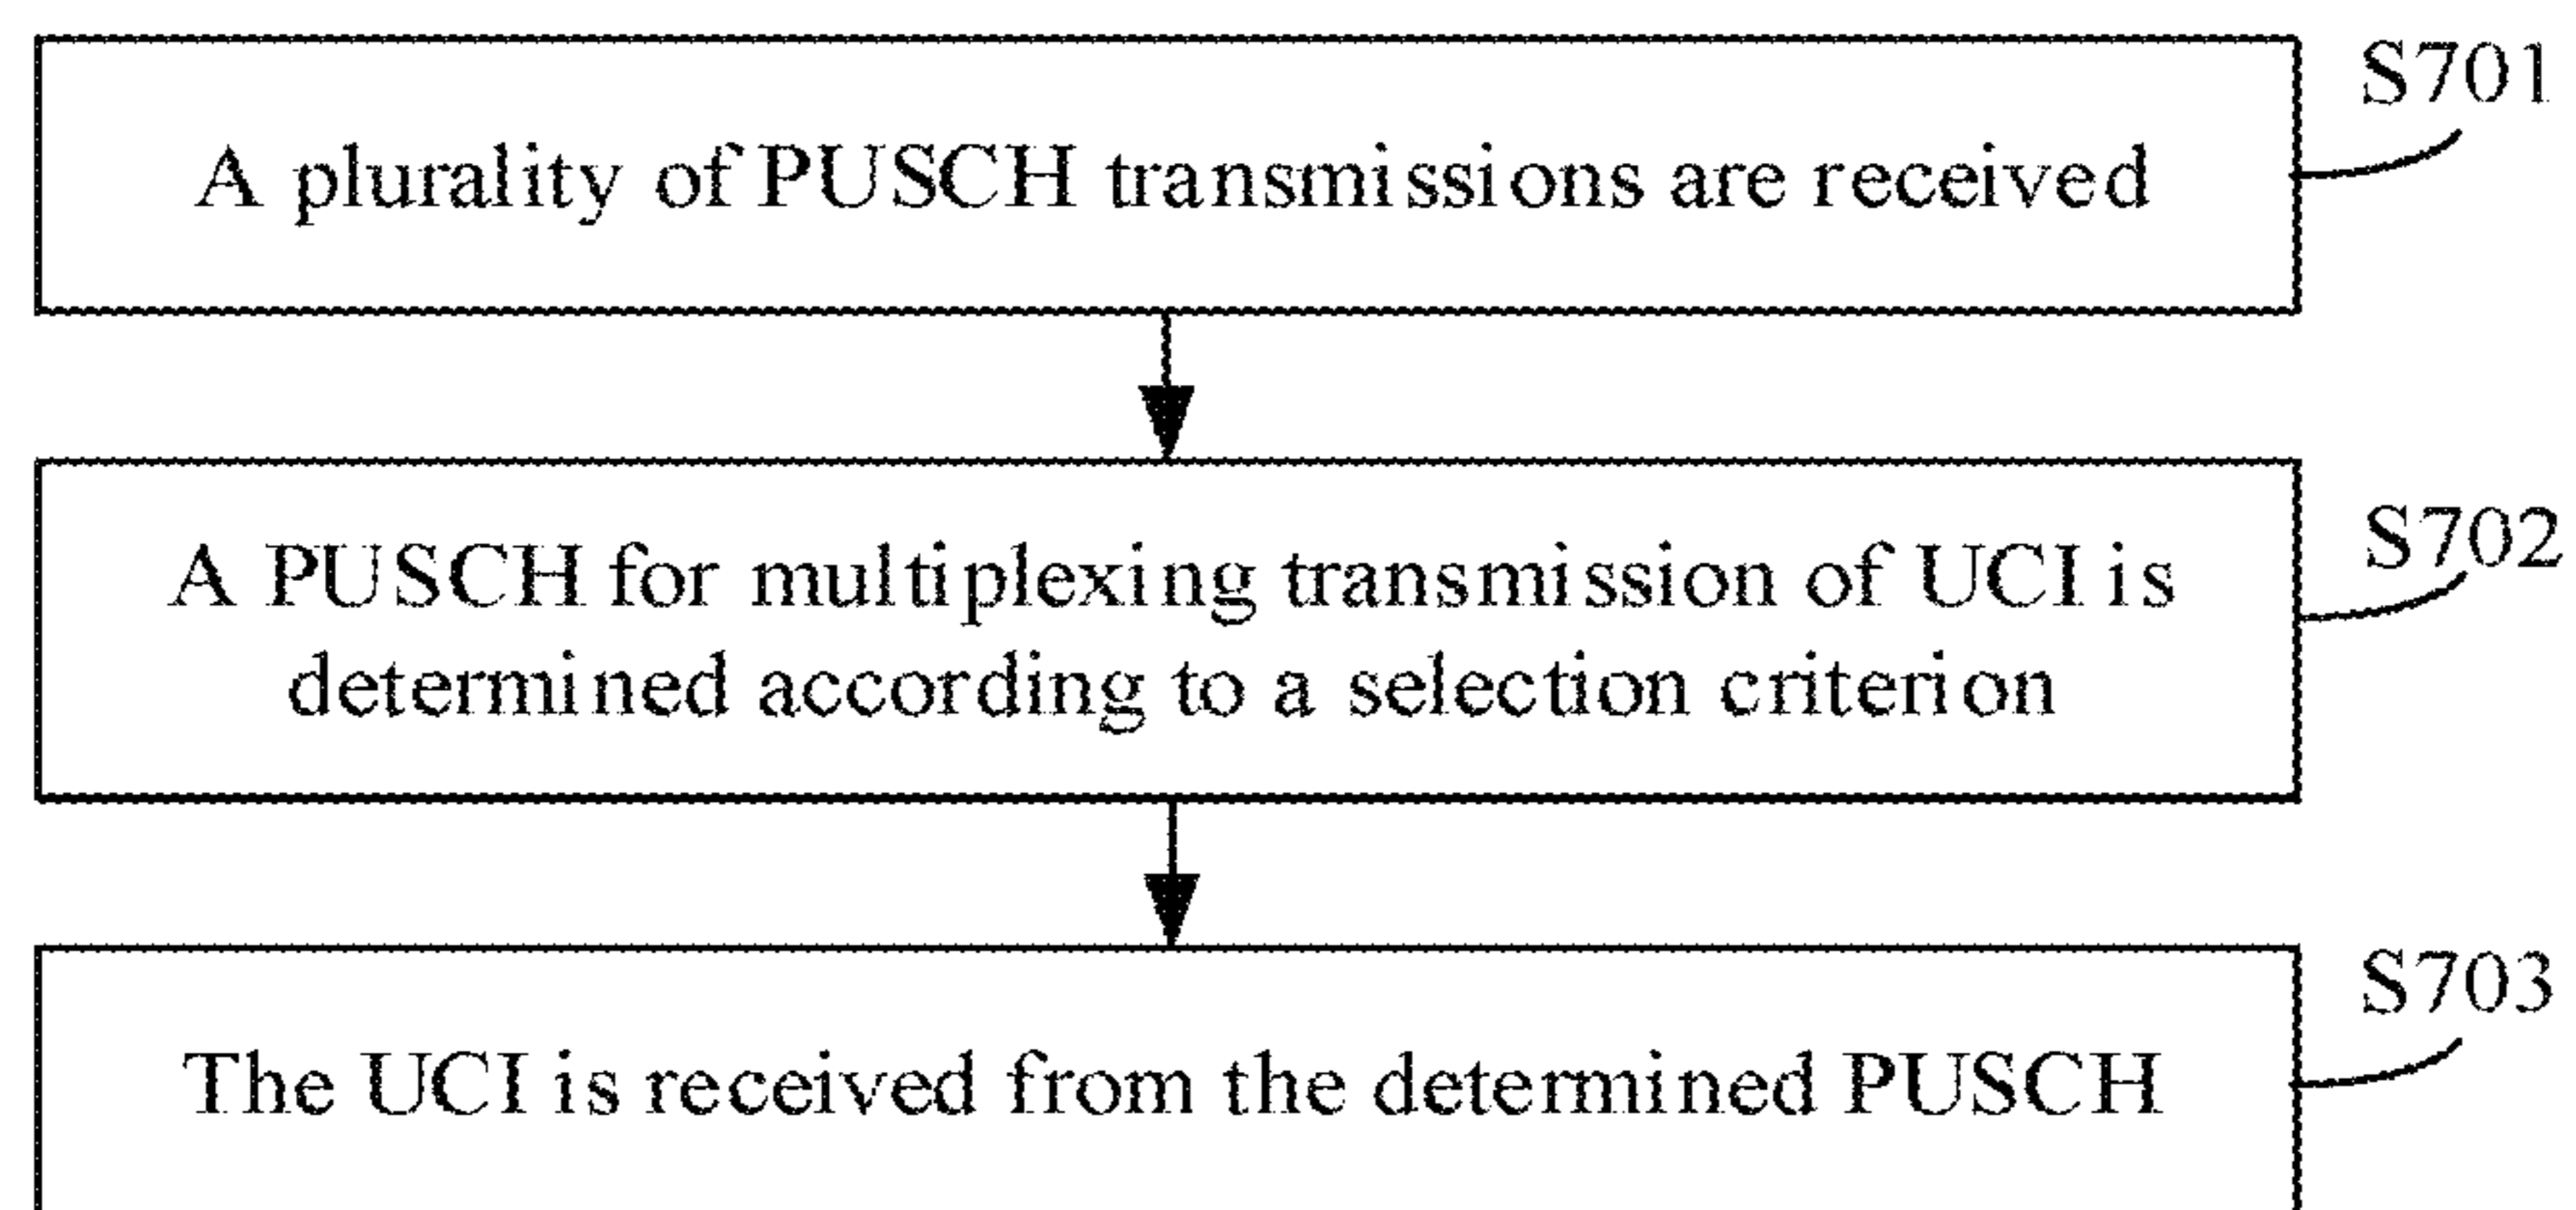 A plurality of PUSCH transmissions are received
S701
A PUSCH for multiplexing transmission of UCI is
determined according to a selection criterion
S702
The UCI is received from the determined PUSCH
S703